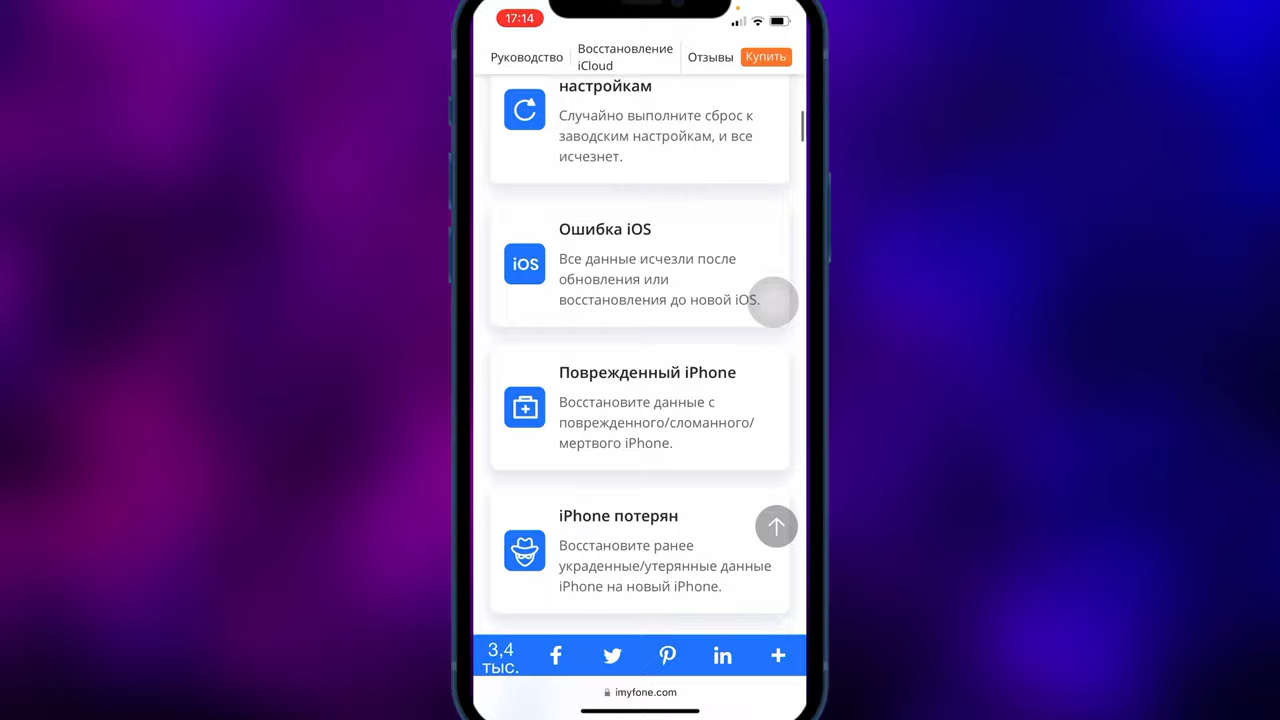 17:14
Руководство
Восстановление
iCloud
Отзывы
Купить
настройкам
Случайно выполните сброс к
заводским настройкам, и все
исчезнет.
Ошибка iOS
iOS
Все данные исчезли после
обновления или
восстановления до новой iOS.
Поврежденный iPhone
Восстановите данные с
поврежденного/сломанного/
мертвого iPhone.
iPhone потерян
Восстановите ранее
украденные/утерянные данные
iPhone на новый iPhone.
3,4
тыс.
imyfone.com